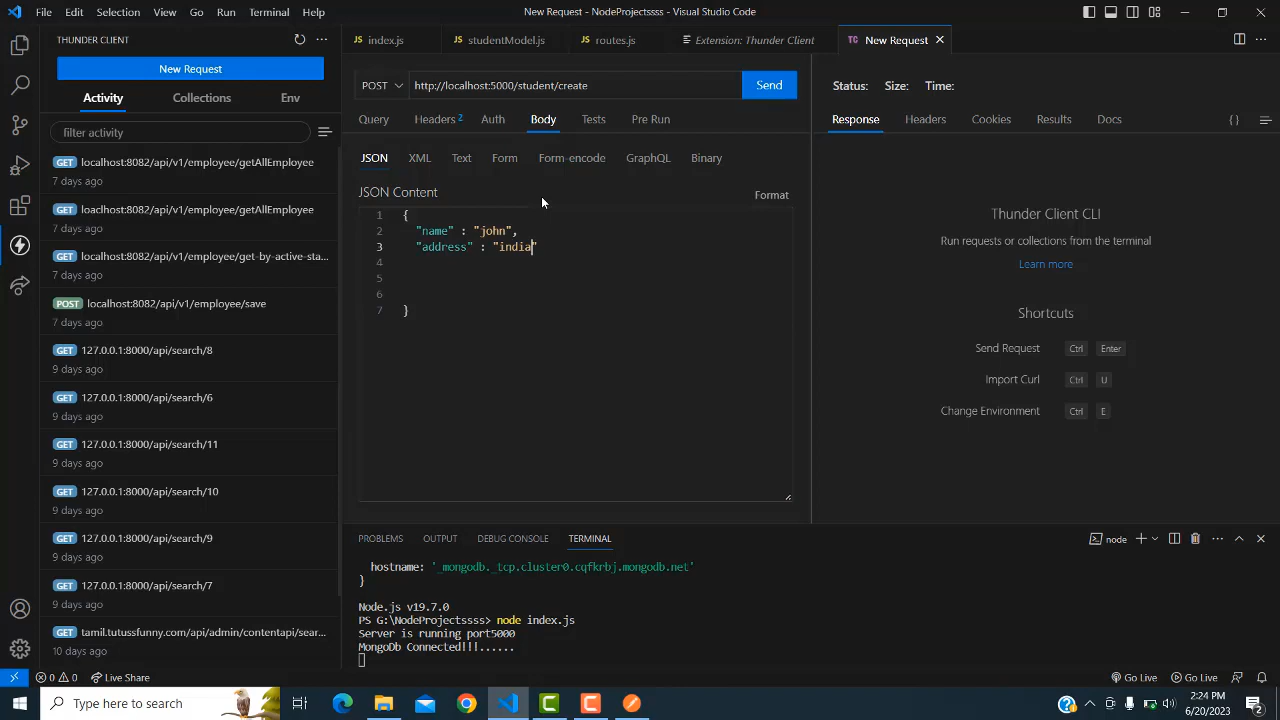 File Edit Selection View Go Run Terminal Help
New Request - NodeProjectssss - Visual Studio Code
THUNDER CLIENT
New Request
Activity Collections Env
filter activity
GET localhost:8082/api/v1/employee/getAllEmployee
7 days ago
GET loaclhost:8082/api/v1/employee/getAllEmployee
7 days ago
GET localhost:8082/api/v1/employee/get-by-active-sta...
7 days ago
POST localhost:8082/api/v1/employee/save
7 days ago
GET 127.0.0.1:8000/api/search/8
9 days ago
GET 127.0.0.1:8000/api/search/6
9 days ago
GET 127.0.0.1:8000/api/search/11
9 days ago
GET 127.0.0.1:8000/api/search/10
9 days ago
GET 127.0.0.1:8000/api/search/9
9 days ago
GET 127.0.0.1:8000/api/search/7
9 days ago
GET tamil.tutussfunny.com/api/admin/contentapi/sear...
10 days ago
JS index.js JS studentModel.js JS routes.js Extension: Thunder Client TC New Request
POST http://localhost:5000/student/create Send
Query Headers 2 Auth Body Tests Pre Run
JSON XML Text Form Form-encode GraphQL Binary
JSON Content Format
1 {
2 "name" : "john",
3 "address" : "india"
4
5
6
7 }
Status: Size: Time:
Response Headers Cookies Results Docs { }
Thunder Client CLI
Run requests or collections from the terminal
Learn more
Shortcuts
Send Request Ctrl Enter
Import Curl Ctrl U
Change Environment Ctrl E
PROBLEMS OUTPUT DEBUG CONSOLE TERMINAL node
hostname: '_mongodb._tcp.cluster0.cqfkrbj.mongodb.net'
}
Node.js v19.7.0
PS G:\NodeProjectssss> node index.js
Server is running port5000
MongoDb Connected!!!......
0 0 Live Share Go Live Go Live
Type here to search
2:24 PM
6/20/2023